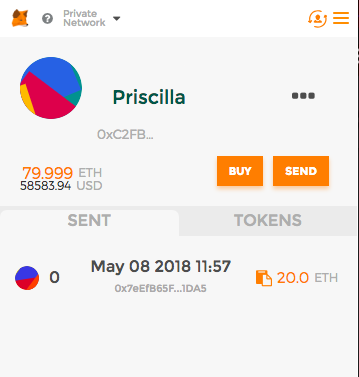 Private
Network
Priscilla
0xC2FB...
79.999 ETH
58583.94 USD
BUY
SEND
SENT
TOKENS
0
May 08 2018 11:57
0x7eEfB65F...1DA5
20.0 ETH